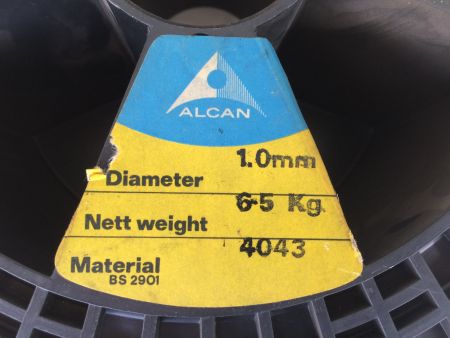 ALCAN
Diameter 1.0mm
Nett weight 6·5 Kg
Material 4043
BS 2901